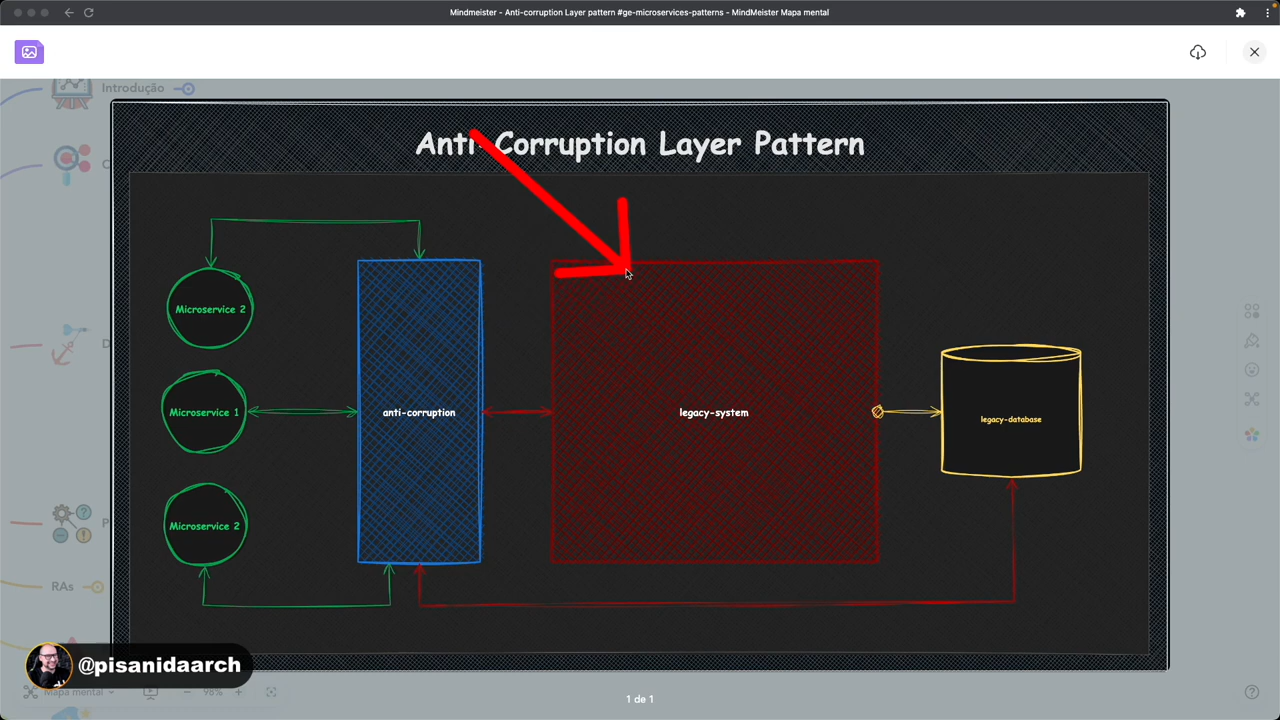 Mindmeister - Anti-corruption Layer pattern #ge-microservices-patterns - MindMeister Mapa mental
Introdução
Anti-Corruption Layer Pattern
C
Microservice 2
D
Microservice 1
anti-corruption
legacy-system
legacy-database
P
Microservice 2
RAs
@pisanidaarch
Mapa mental
98%
1 de 1